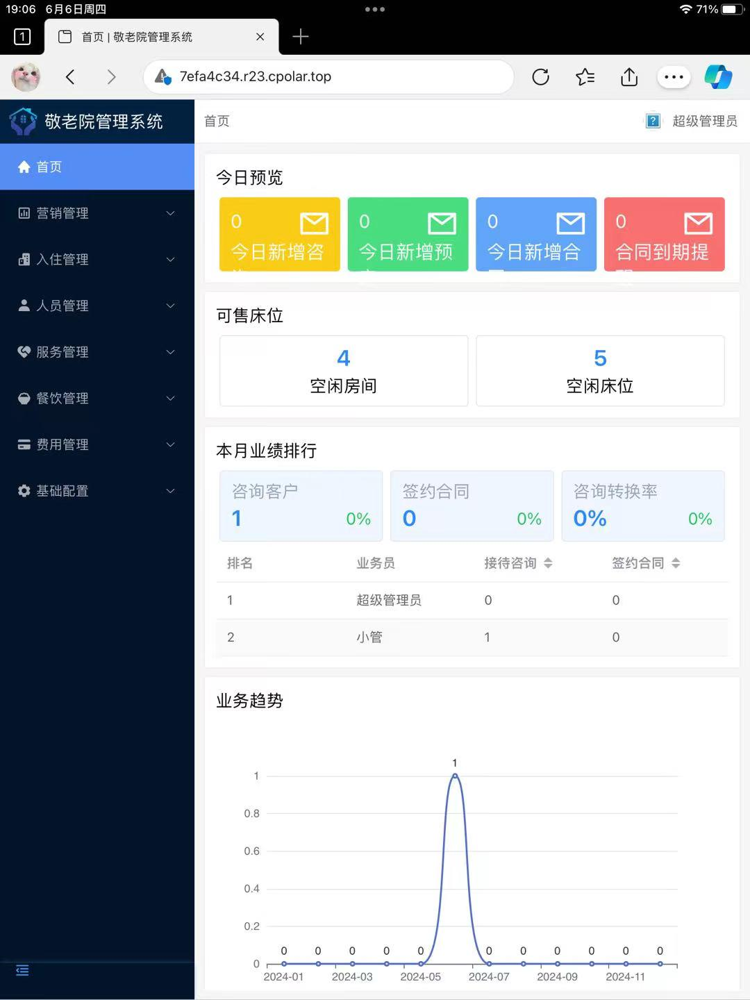 19:06 6月6日周四
71%
1
首页 | 敬老院管理系统
7efa4c34.r23.cpolar.top
敬老院管理系统
首页
超级管理员
首页
营销管理
入住管理
人员管理
服务管理
餐饮管理
费用管理
基础配置
今日预览
0
今日新增咨
0
今日新增预
0
今日新增合
0
合同到期提
可售床位
4
空闲房间
5
空闲床位
本月业绩排行
咨询客户
1 0%
签约合同
0 0%
咨询转换率
0% 0%
排名 业务员 接待咨询 签约合同
1 超级管理员 0 0
2 小管 1 0
业务趋势
1
1
0.8
0.6
0.4
0.2
0
0 0 0 0 0 0 0 0 0 0 0
2024-01 2024-03 2024-05 2024-07 2024-09 2024-11